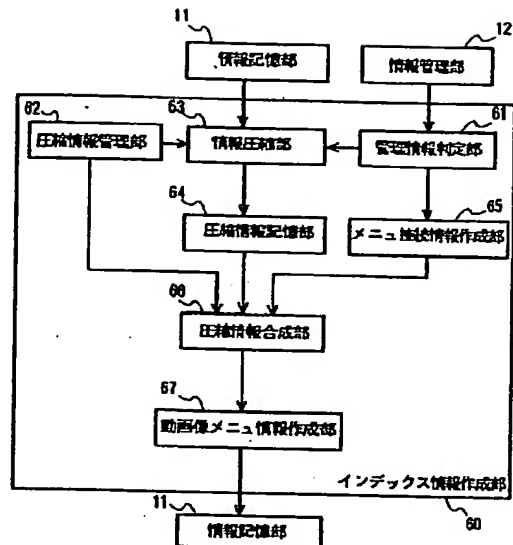 11
情報記憶部
12
情報管理部
62
圧縮情報管理部
63
情報圧縮部
61
管理情報判定部
64
圧縮情報記憶部
65
メニュー接続情報作成部
66
圧縮情報合成部
67
動画像メニュー情報作成部
インデックス情報作成部
60
11
情報記憶部